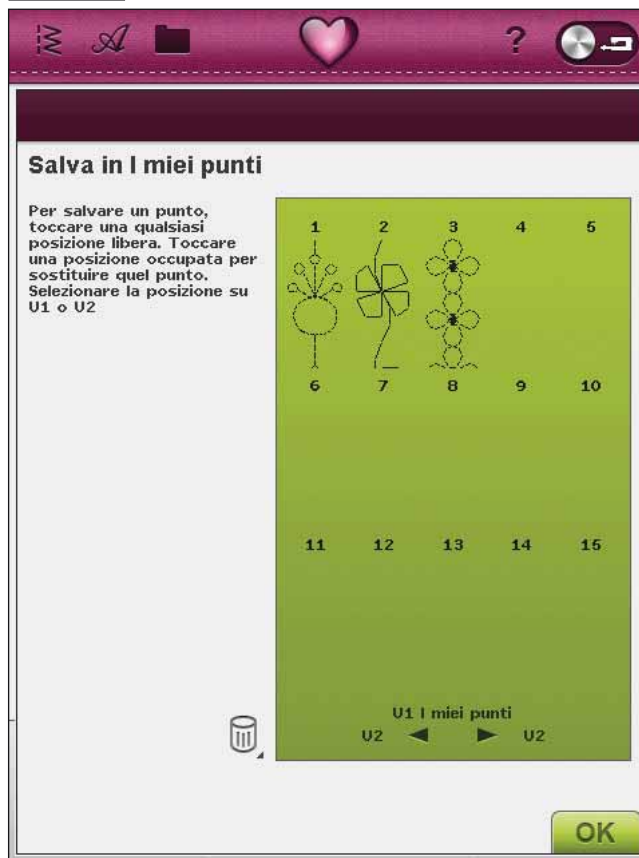 ?
Salva in I miei punti
Per salvare un punto,
toccare una qualsiasi
posizione libera. Toccare
una posizione occupata per
sostituire quel punto.
Selezionare la posizione su
U1 o U2
1 2 3 4 5
6 7 8 9 10
11 12 13 14 15
U1 I miei punti
U2 U2
OK